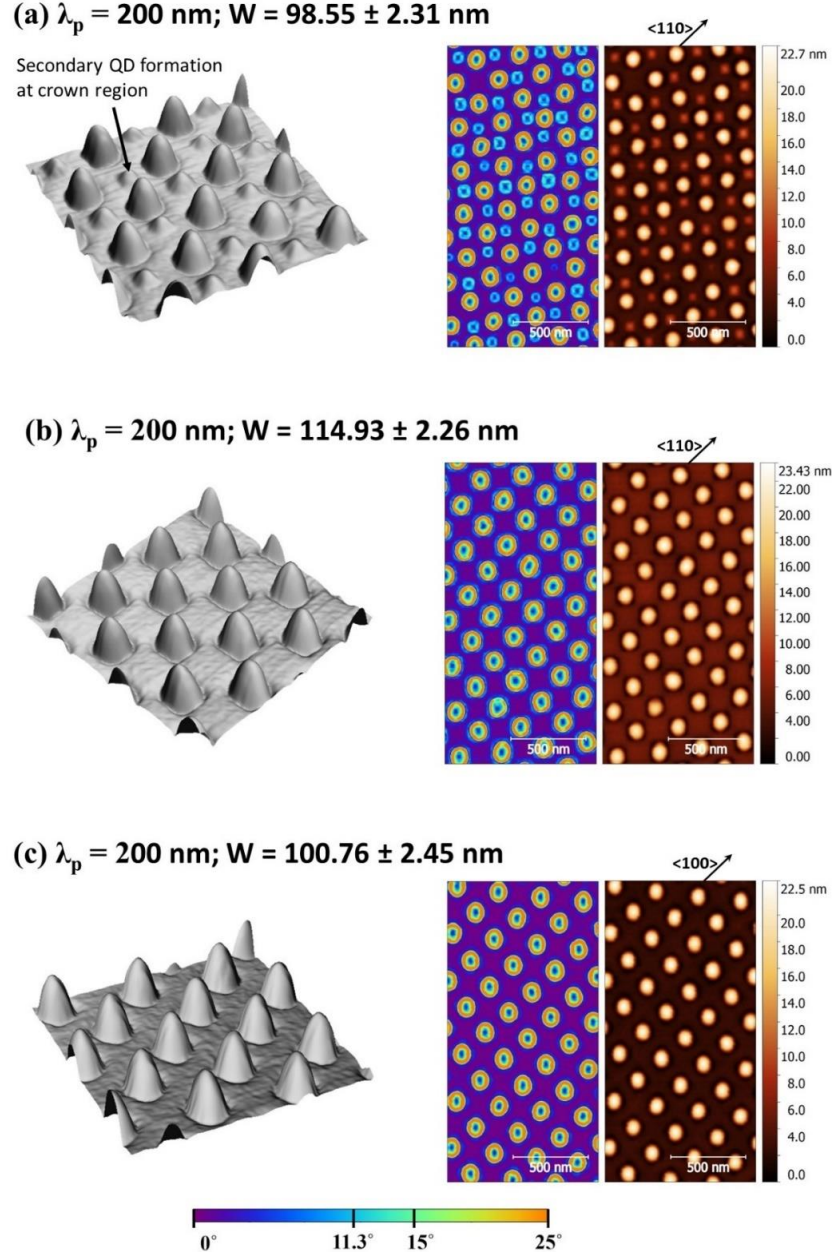 (a) λp = 200 nm; W = 98.55 ± 2.31 nm
Secondary QD formation
at crown region
<110>
22.7 nm
20.0
18.0
16.0
14.0
12.0
10.0
8.0
6.0
4.0
0.0
500 nm
500 nm
(b) λp = 200 nm; W = 114.93 ± 2.26 nm
<110>
23.43 nm
22.00
20.00
18.00
16.00
14.00
12.00
10.00
8.00
6.00
4.00
0.00
500 nm
500 nm
(c) λp = 200 nm; W = 100.76 ± 2.45 nm
<100>
22.5 nm
20.0
18.0
16.0
14.0
12.0
10.0
8.0
6.0
4.0
0.0
500 nm
500 nm
0° 11.3° 15° 25°